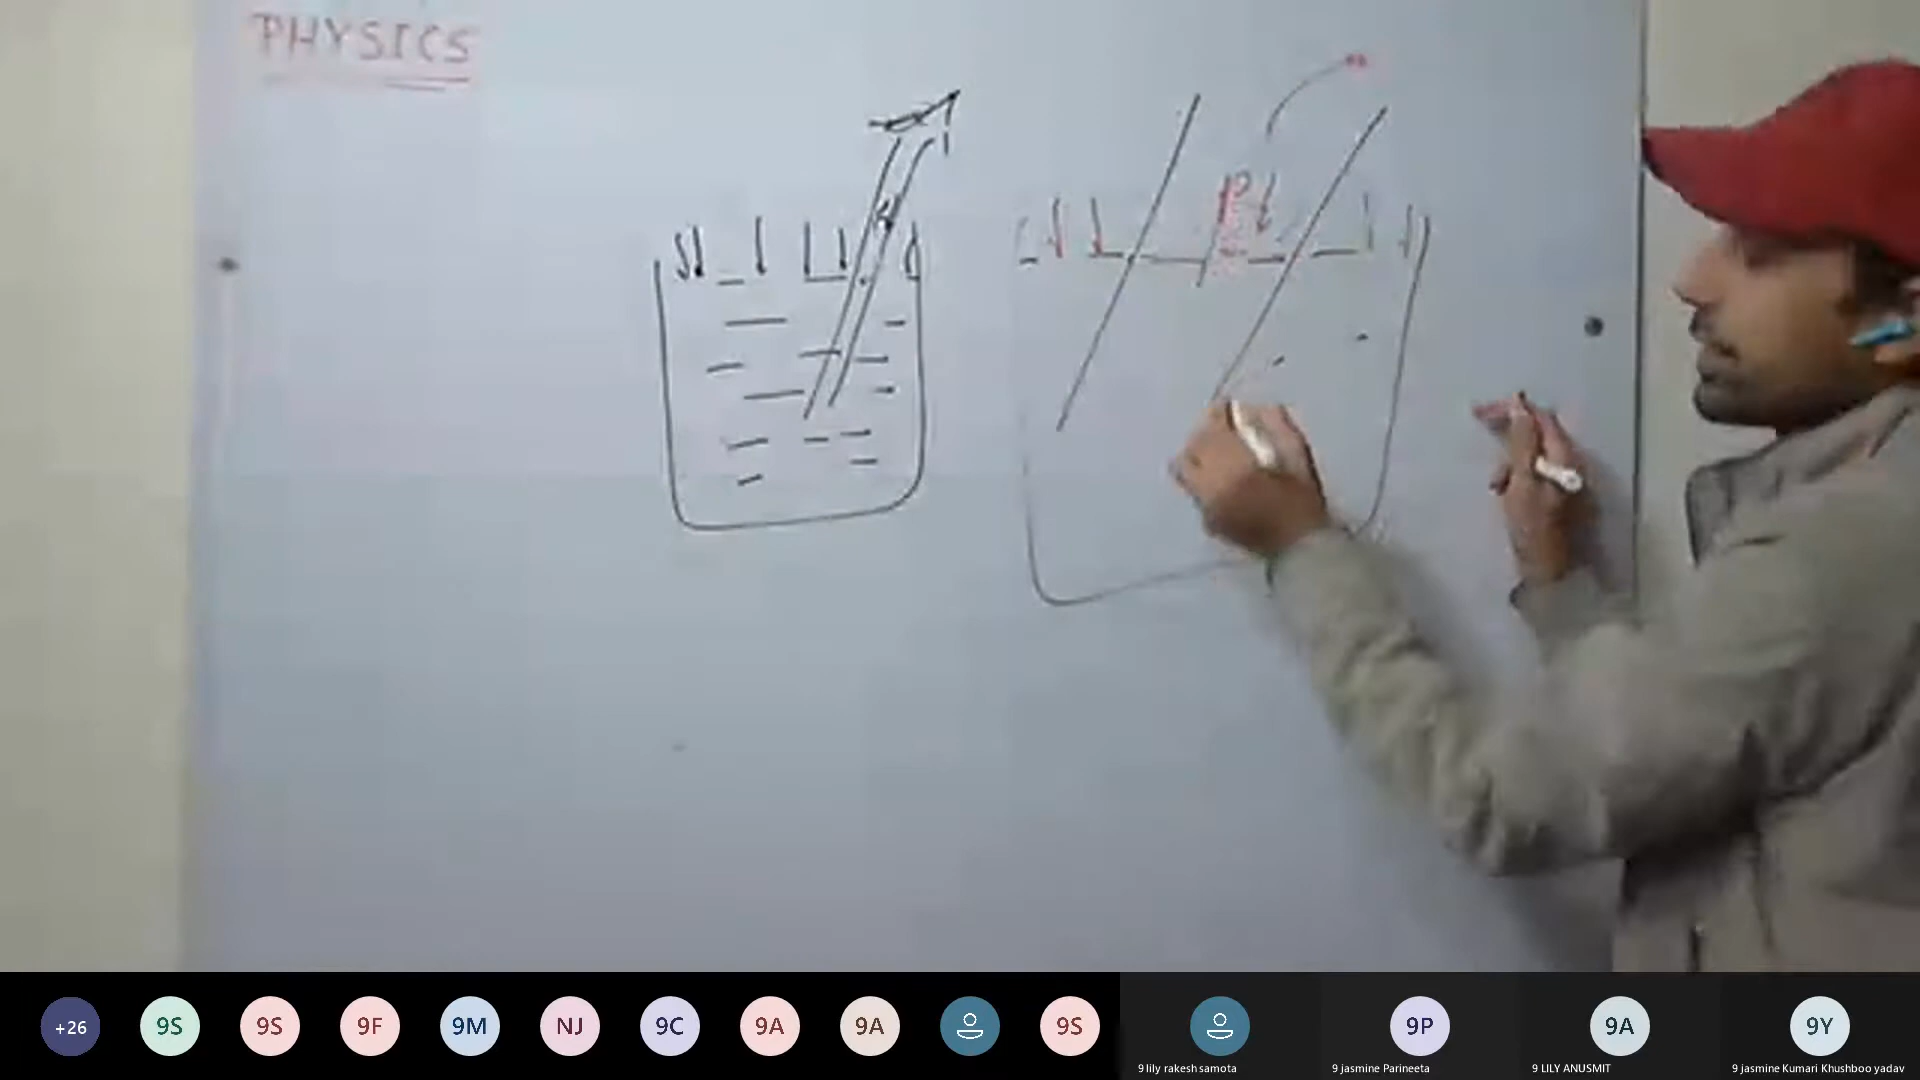 PHYSICS
P
+26
9S
9S
9F
9M
NJ
9C
9A
9A
9S
9P
9A
9Y
9 lily rakesh samota
9 jasmine Parineeta
9 LILY ANUSMIT
9 jasmine Kumari Khushboo yadav